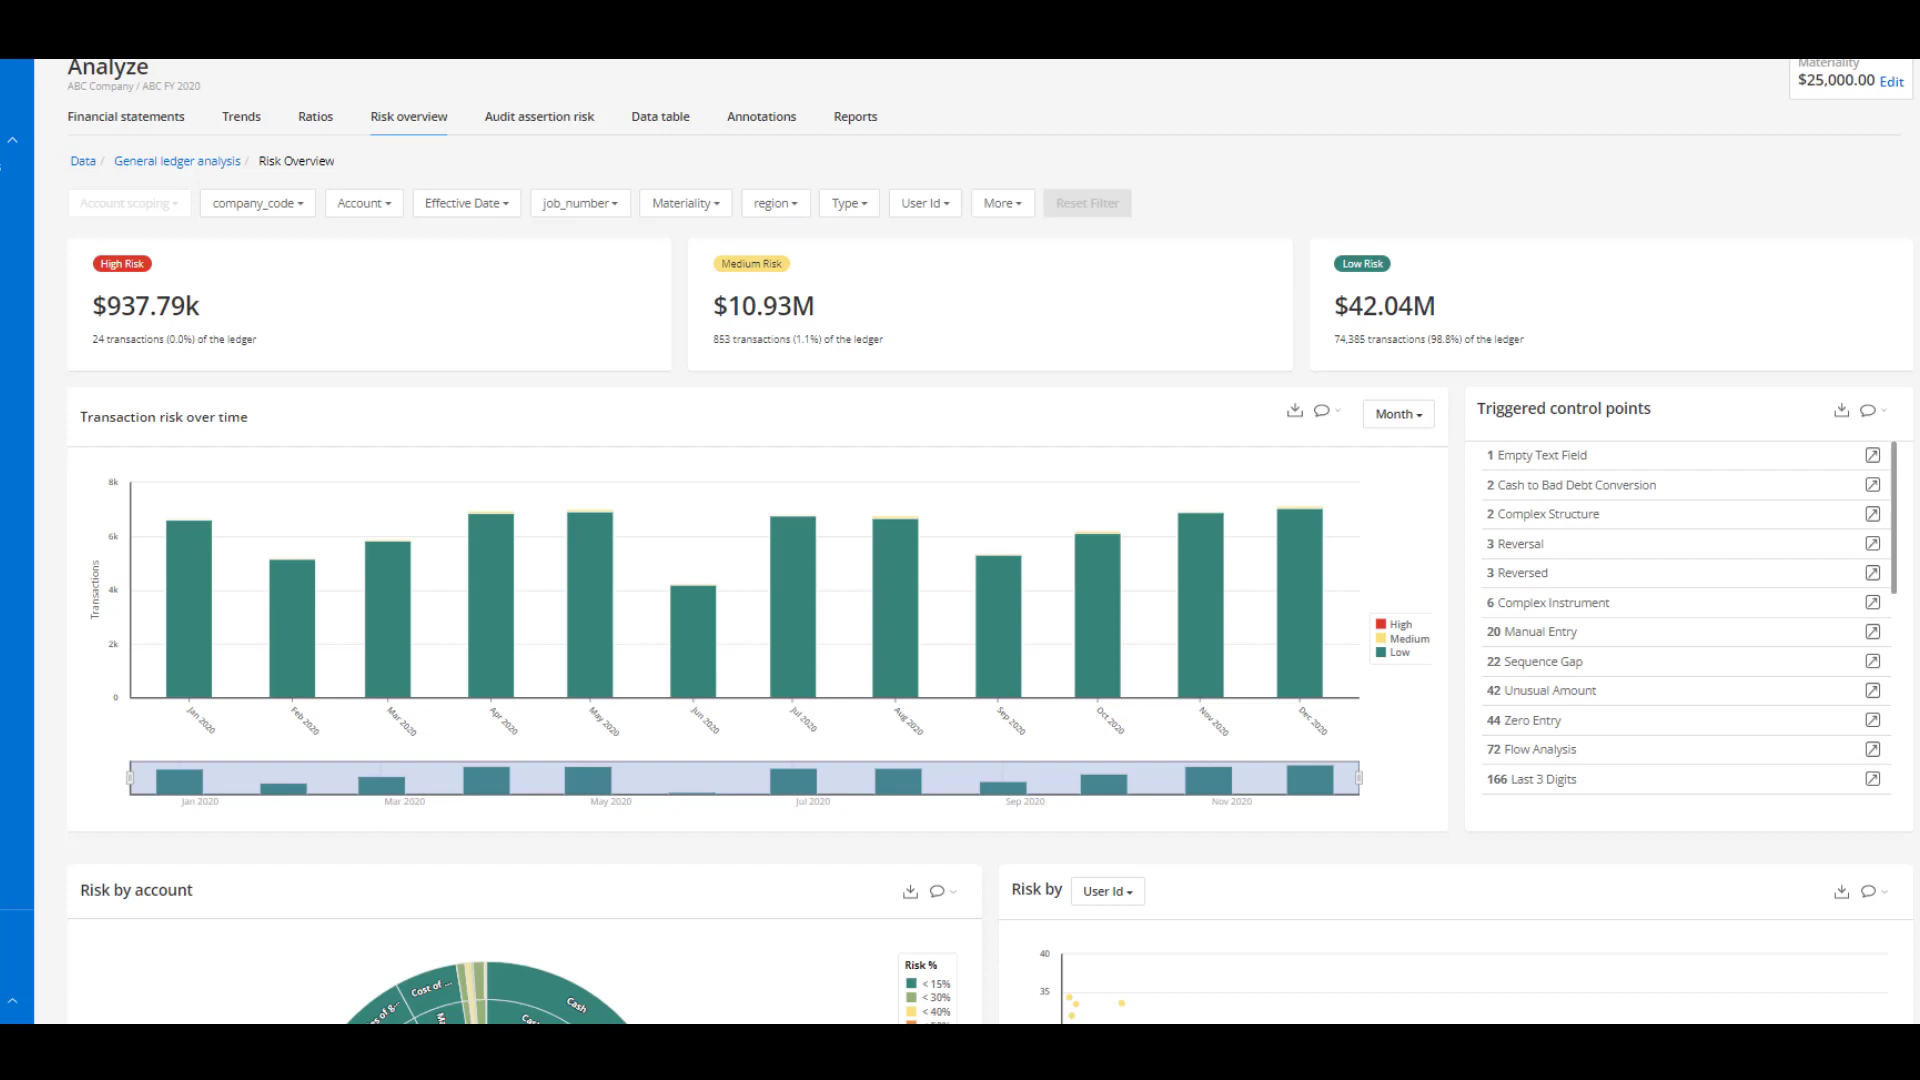 Analyze
ABC Company / ABC FY 2020
Materiality
$25,000.00 Edit
Financial statements Trends Ratios Risk overview Audit assertion risk Data table Annotations Reports
Data / General ledger analysis / Risk Overview
Account scoping company_code Account Effective Date job_number Materiality region Type User Id More Reset Filter
High Risk
$937.79k
24 transactions (0.0%) of the ledger
Medium Risk
$10.93M
853 transactions (1.1%) of the ledger
Low Risk
$42.04M
74,385 transactions (98.8%) of the ledger
Transaction risk over time
Month
8k
6k
4k
2k
0
Transactions
Jan 2020 Feb 2020 Mar 2020 Apr 2020 May 2020 Jun 2020 Jul 2020 Aug 2020 Sep 2020 Oct 2020 Nov 2020 Dec 2020
High
Medium
Low
Jan 2020 Mar 2020 May 2020 Jul 2020 Sep 2020 Nov 2020
Triggered control points
1 Empty Text Field
2 Cash to Bad Debt Conversion
2 Complex Structure
3 Reversal
3 Reversed
6 Complex Instrument
20 Manual Entry
22 Sequence Gap
42 Unusual Amount
44 Zero Entry
72 Flow Analysis
166 Last 3 Digits
Risk by account
Cost of ...
Cash
Risk %
< 15%
< 30%
< 40%
Risk by User Id
40
35